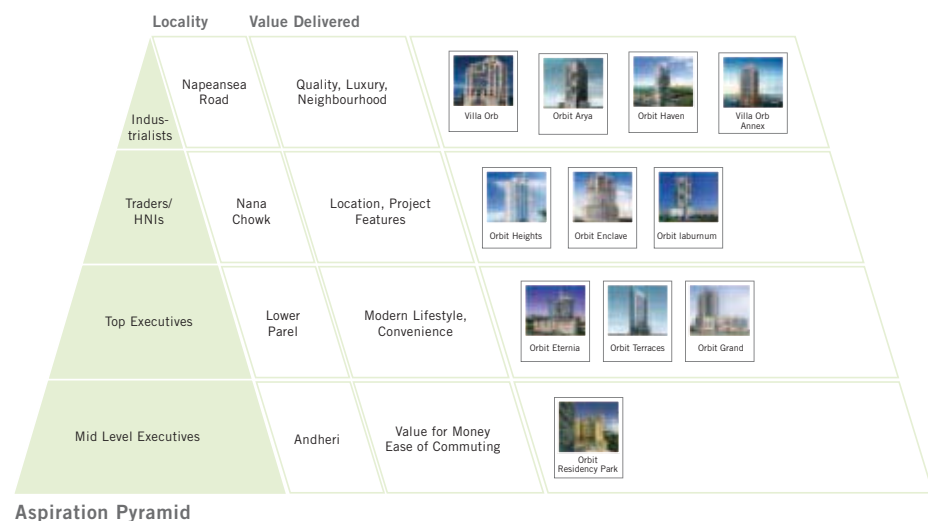 Locality Value Delivered
Indus-
trialists
Napeansea
Road
Quality, Luxury,
Neighbourhood
Villa Orb
Orbit Arya
Orbit Haven
Villa Orb
Annex
Traders/
HNIs
Nana
Chowk
Location, Project
Features
Orbit Heights
Orbit Enclave
Orbit laburnum
Top Executives
Lower
Parel
Modern Lifestyle,
Convenience
Orbit Eternia
Orbit Terraces
Orbit Grand
Mid Level Executives
Andheri
Value for Money
Ease of Commuting
Orbit
Residency Park
Aspiration Pyramid